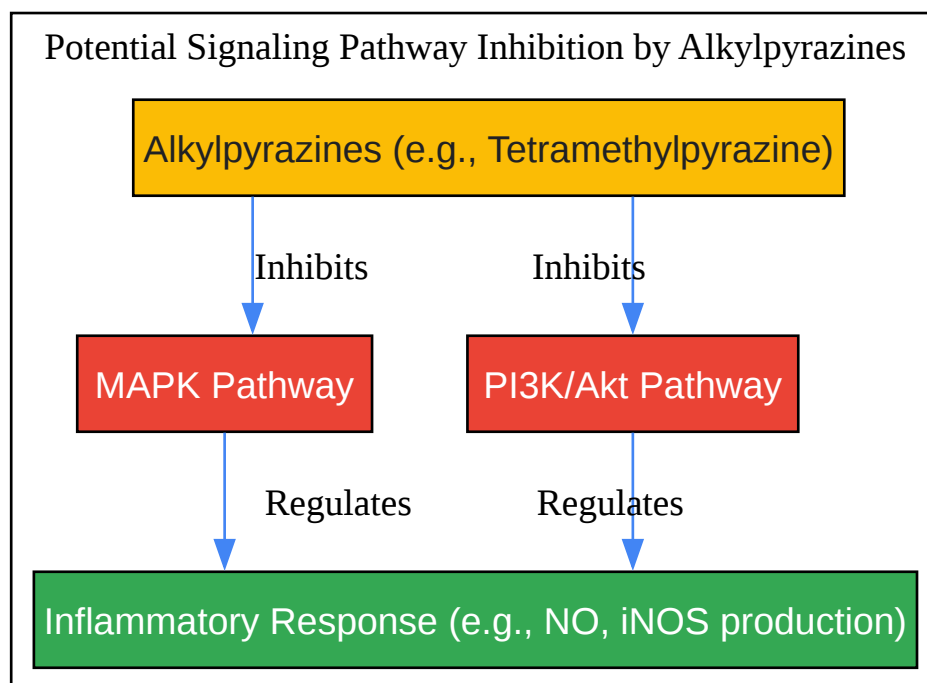 Potential Signaling Pathway Inhibition by Alkylpyrazines
Alkylpyrazines (e.g., Tetramethylpyrazine)
Inhibits
Inhibits
MAPK Pathway
PI3K/Akt Pathway
Regulates
Regulates
Inflammatory Response (e.g., NO, iNOS production)